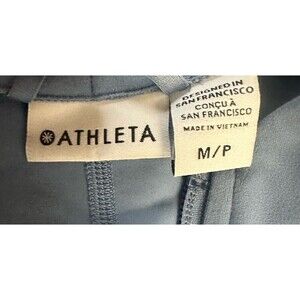 ATHLETA
DESIGNED IN
SAN FRANCISCO
CONÇU À
SAN FRANCISCO
MADE IN VIETNAM
M/P